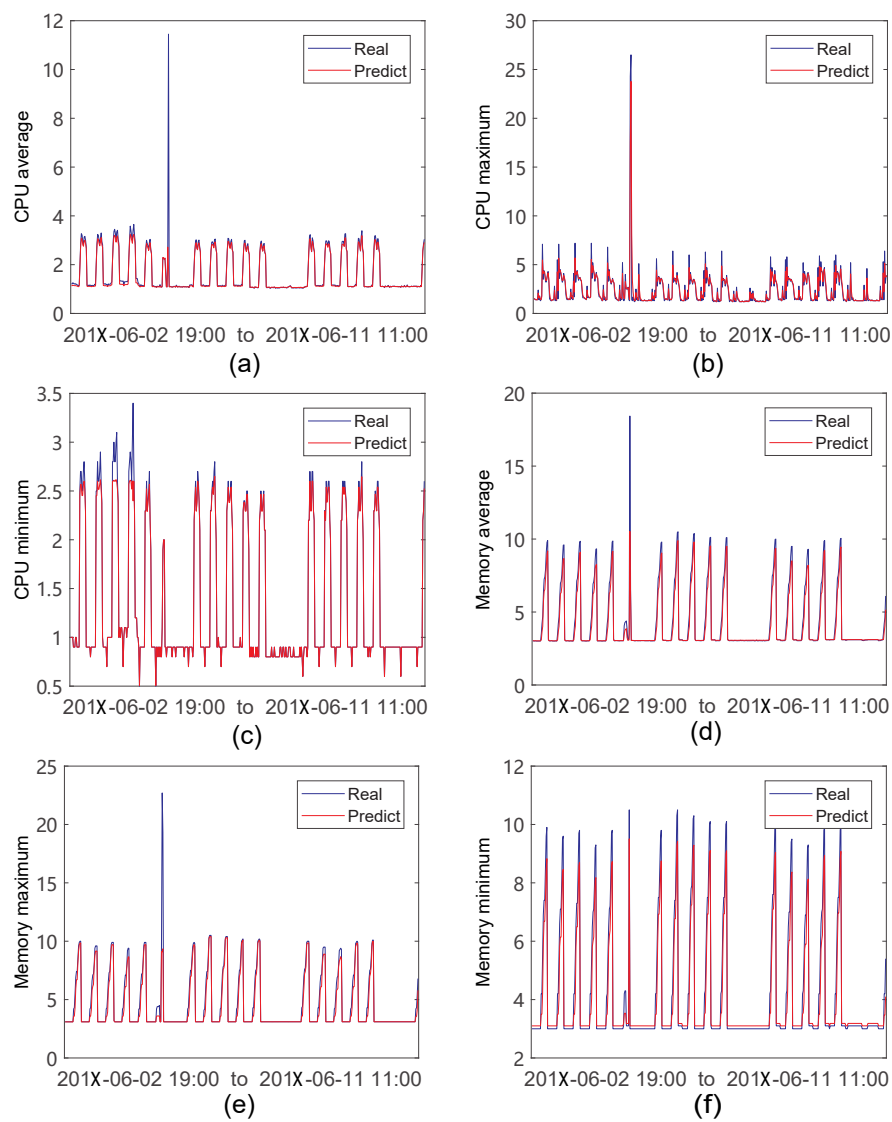 12
10
8
6
4
2
0
CPU average
Real
Predict
201X-06-02 19:00 to 201X-06-11 11:00
(a)
30
25
20
15
10
5
0
CPU maximum
Real
Predict
201X-06-02 19:00 to 201X-06-11 11:00
(b)
3.5
3
2.5
2
1.5
1
0.5
CPU minimum
Real
Predict
201X-06-02 19:00 to 201X-06-11 11:00
(c)
20
15
10
5
0
Memory average
Real
Predict
201X-06-02 19:00 to 201X-06-11 11:00
(d)
25
20
15
10
5
0
Memory maximum
Real
Predict
201X-06-02 19:00 to 201X-06-11 11:00
(e)
12
10
8
6
4
2
Memory minimum
Real
Predict
201X-06-02 19:00 to 201X-06-11 11:00
(f)